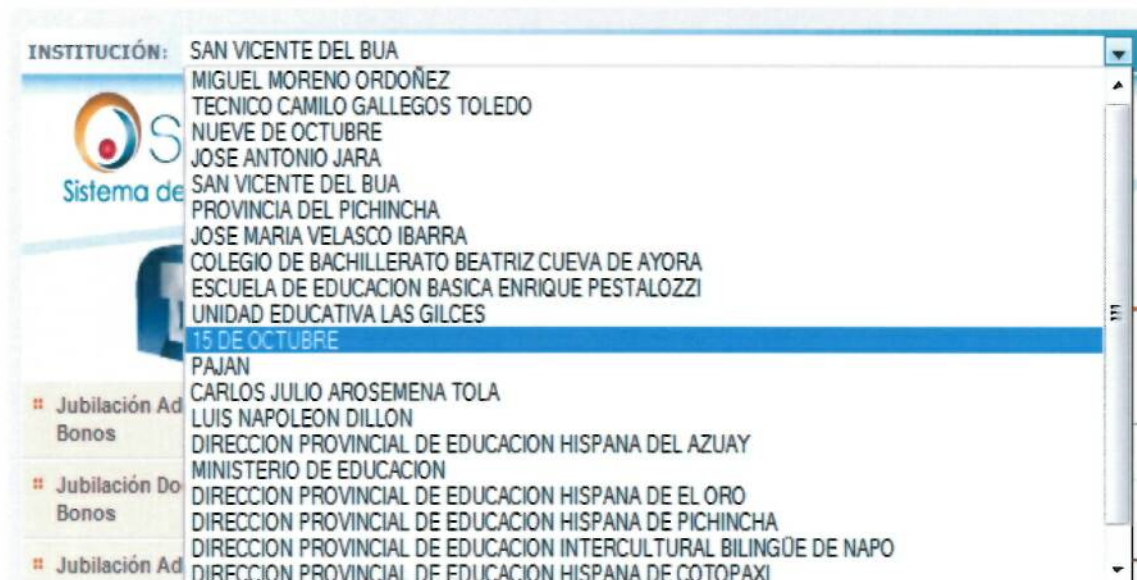 INSTITUCIÓN: SAN VICENTE DEL BUA
MIGUEL MORENO ORDOÑEZ
TECNICO CAMILO GALLEGOS TOLEDO
NUEVE DE OCTUBRE
JOSE ANTONIO JARA
SAN VICENTE DEL BUA
PROVINCIA DEL PICHINCHA
JOSE MARIA VELASCO IBARRA
COLEGIO DE BACHILLERATO BEATRIZ CUEVA DE AYORA
ESCUELA DE EDUCACION BASICA ENRIQUE PESTALOZZI
UNIDAD EDUCATIVA LAS GILCES
15 DE OCTUBRE
PAJAN
CARLOS JULIO AROSEMENA TOLA
LUIS NAPOLEON DILLON
DIRECCION PROVINCIAL DE EDUCACION HISPANA DEL AZUAY
MINISTERIO DE EDUCACION
DIRECCION PROVINCIAL DE EDUCACION HISPANA DE EL ORO
DIRECCION PROVINCIAL DE EDUCACION HISPANA DE PICHINCHA
DIRECCION PROVINCIAL DE EDUCACION INTERCULTURAL BILINGÜE DE NAPO
DIRECCION PROVINCIAL DE EDUCACION HISPANA DE COTOPAXI
S
Sistema de
Jubilación Ad
Bonos
Jubilación Do
Bonos
Jubilación Ad